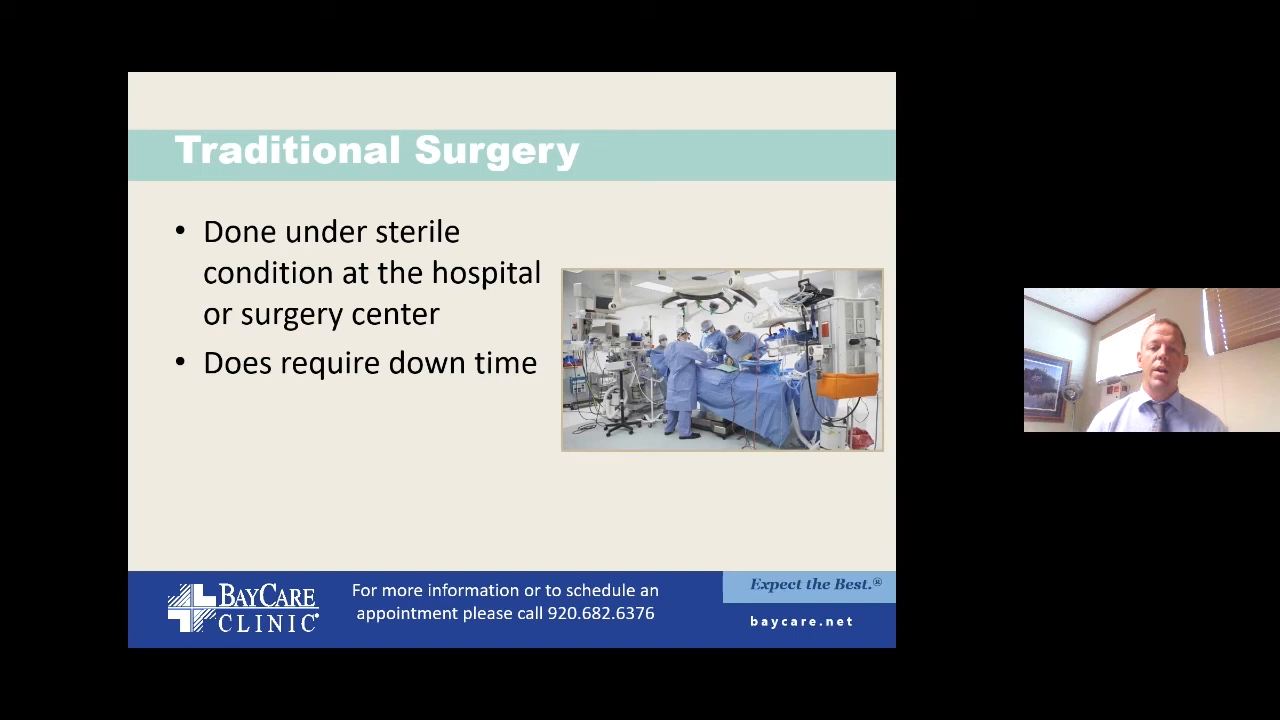 Traditional Surgery
• Done under sterile
condition at the hospital
or surgery center
• Does require down time
BAYCARE
CLINIC®
For more information or to schedule an
appointment please call 920.682.6376
Expect the Best.®
baycare.net